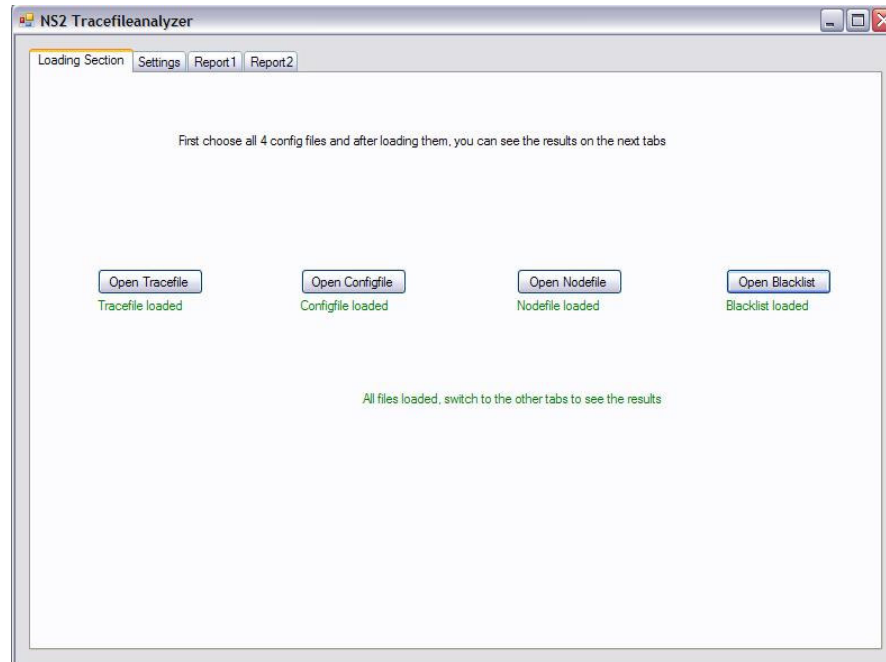 NS2 Tracefileanalyzer
Loading Section Settings Report1 Report2
First choose all 4 config files and after loading them, you can see the results on the next tabs
Open Tracefile Open Configfile Open Nodefile Open Blacklist
Tracefile loaded Configfile loaded Nodefile loaded Blacklist loaded
All files loaded, switch to the other tabs to see the results